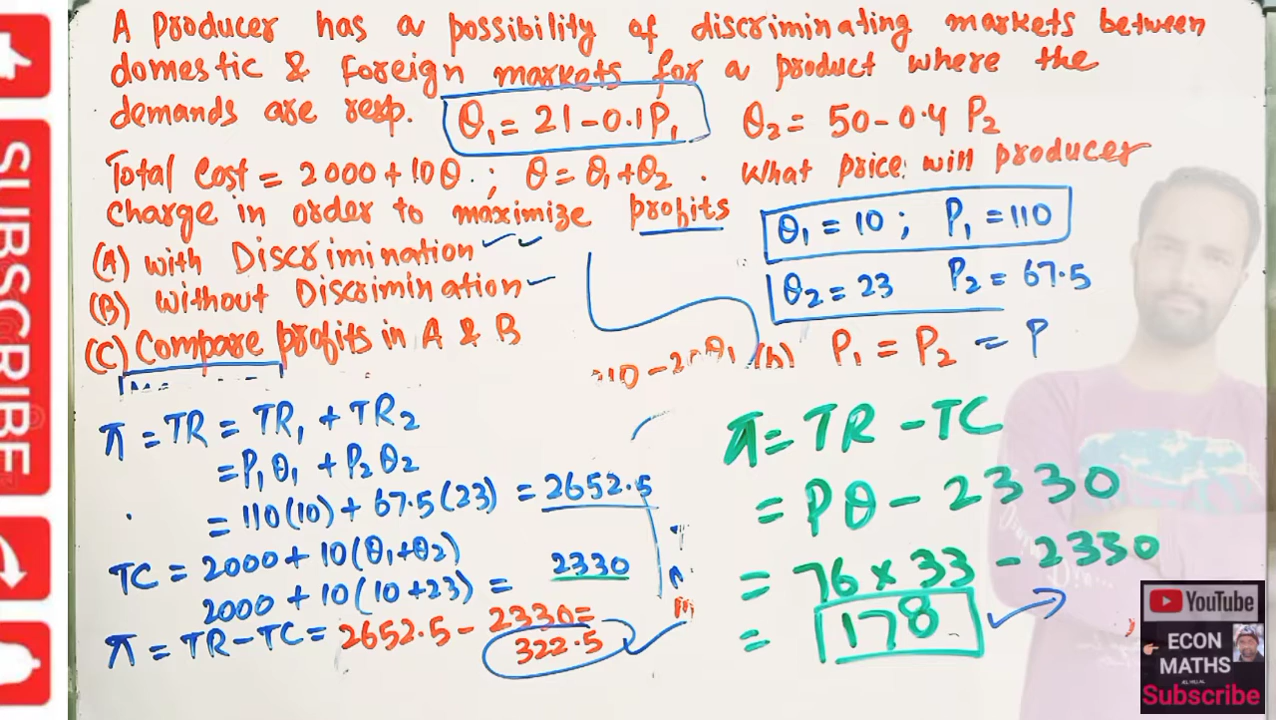 A Producer has a possibility of discriminating markets between
domestic & Foreign markets for a product where the
demands are resp. Q₁ = 21-0.1P₁ Q₂ = 50-0.4 P₂
Total Cost = 2000+10Q. ; Q = Q₁+Q₂ . What price will producer
charge in order to maximize profits
(A) with Discrimination
(B) Without Discrimination
(C) Compare profits in A & B
Q₁ = 10 ; P₁ = 110
Q₂ = 23 P₂ = 67.5
(b) P₁ = P₂ = P
π = TR = TR₁ + TR₂
= P₁Q₁ + P₂Q₂
= 110(10) + 67.5(23) = 2652.5
TC = 2000 + 10(Q₁+Q₂)
2000 + 10(10+23) = 2330
π = TR-TC = 2652.5 - 2330 =
322.5
π = TR - TC
= PQ - 2330
= 76 x 33 - 2330
= 178
SUBSCRIBE
YouTube
ECON
MATHS
Subscribe